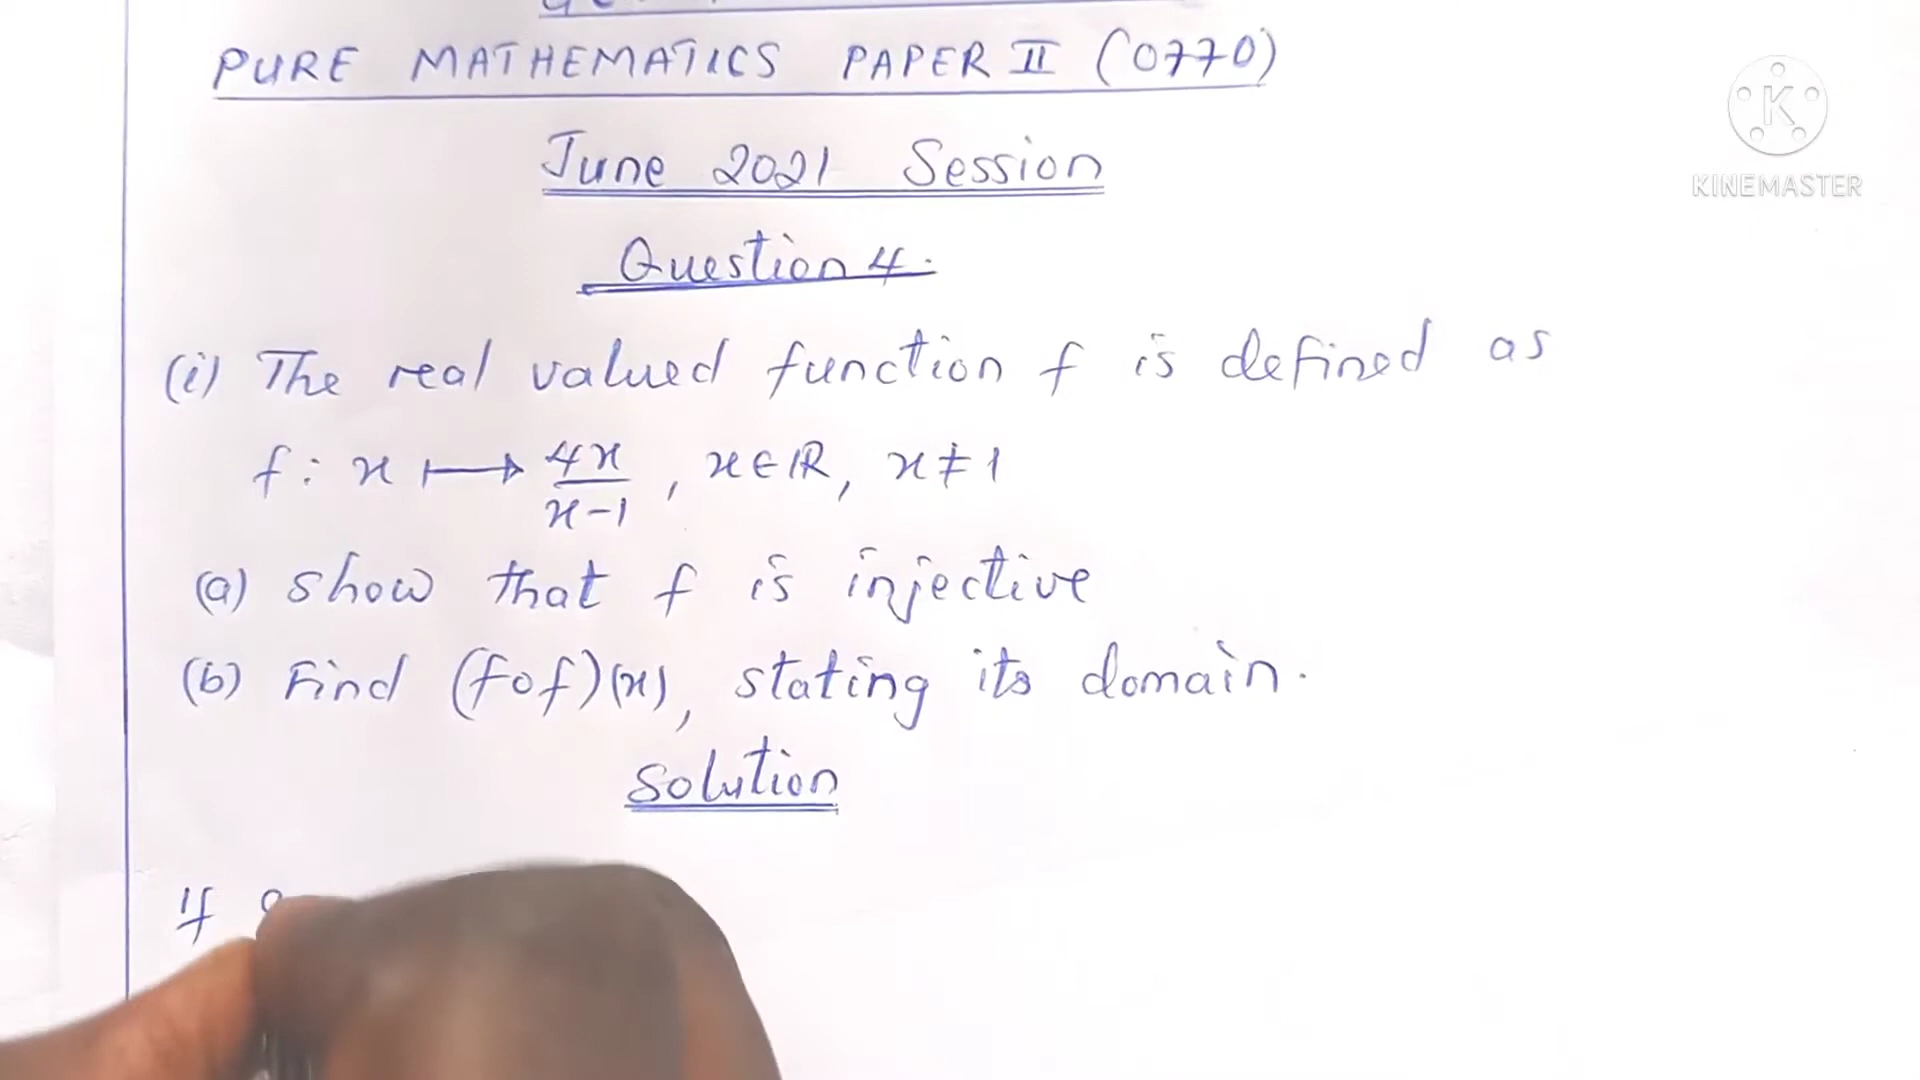 PURE MATHEMATICS PAPER II (0770)
June 2021 Session
Question 4.
(i) The real valued function f is defined as
f: x ↦ 4x/x-1, x∈ℝ, x≠1
(a) show that f is injective
(b) Find (fof)(x), stating its domain.
Solution
If
K
KINEMASTER